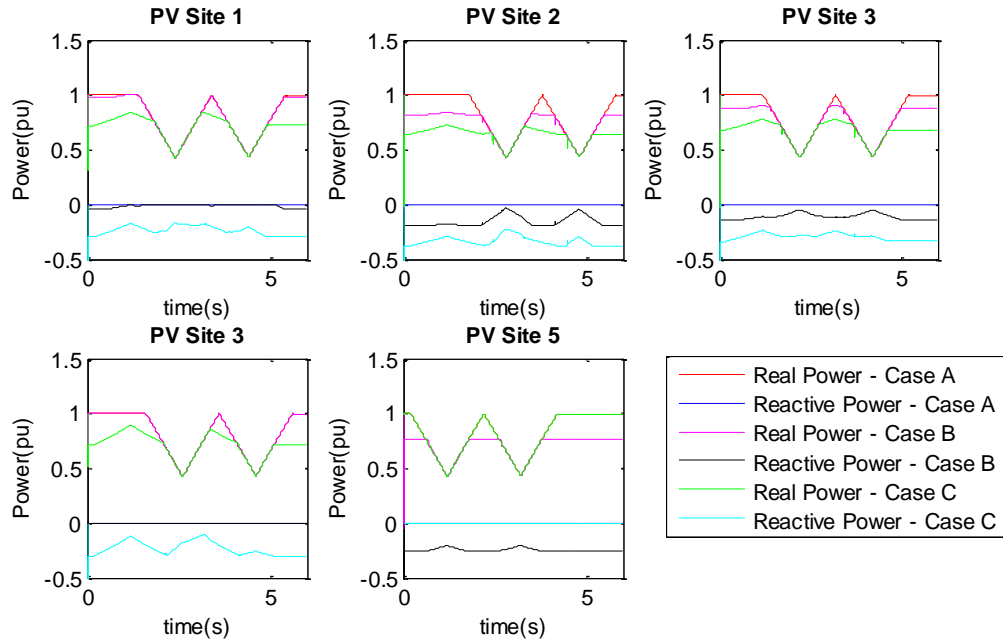 PV Site 1
1.5
1
0.5
0
-0.5
Power(pu)
0
5
time(s)
PV Site 2
1.5
1
0.5
0
-0.5
Power(pu)
0
5
time(s)
PV Site 3
1.5
1
0.5
0
-0.5
Power(pu)
0
5
time(s)
PV Site 3
1.5
1
0.5
0
-0.5
Power(pu)
0
5
time(s)
PV Site 5
1.5
1
0.5
0
-0.5
Power(pu)
0
5
time(s)
Real Power - Case A
Reactive Power - Case A
Real Power - Case B
Reactive Power - Case B
Real Power - Case C
Reactive Power - Case C